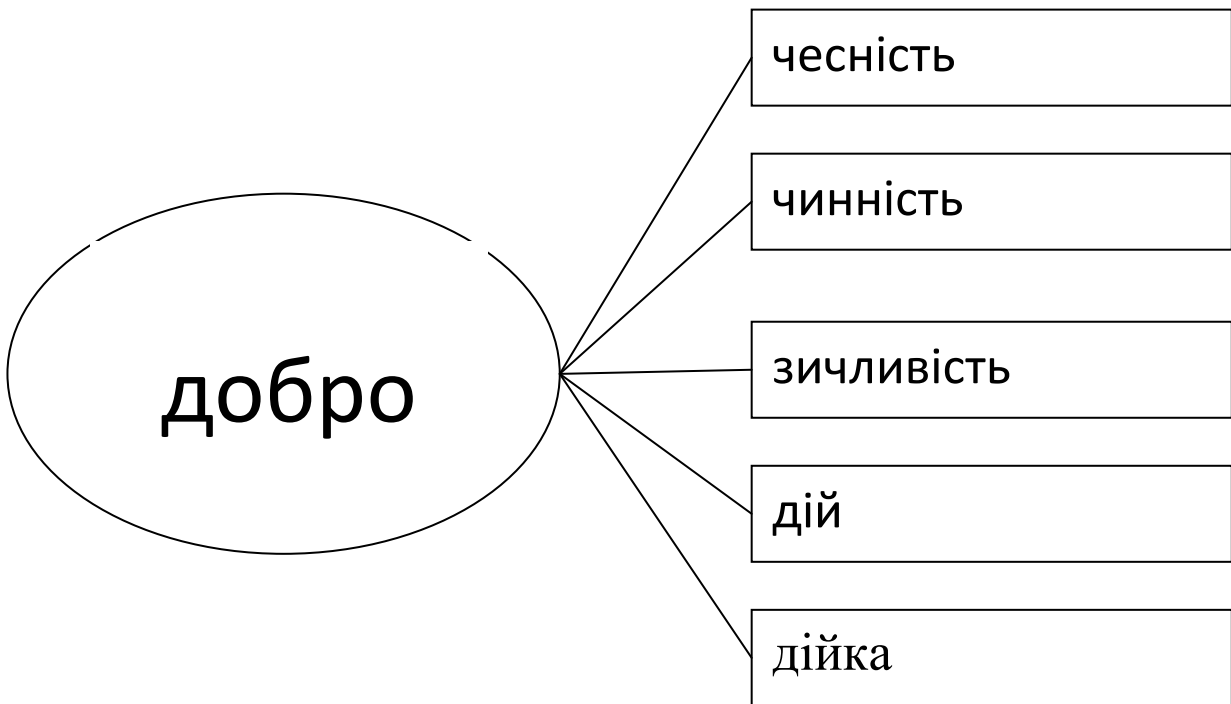 чесність
чинність
зичливість
добро
дій
дійка